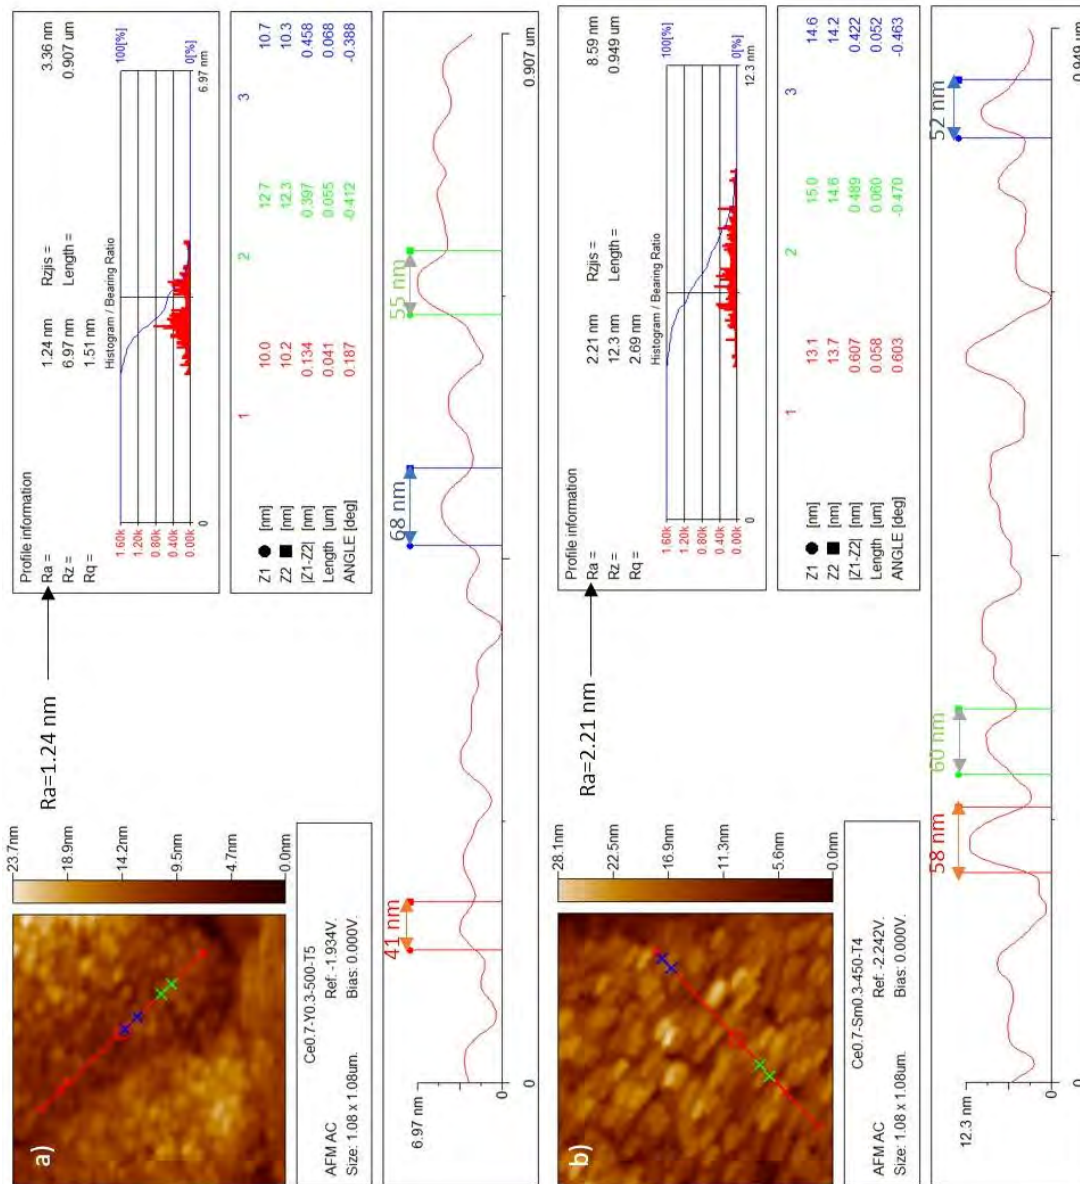 a)
23.7nm
18.9nm
14.2nm
9.5nm
4.7nm
0.0nm
Ce0.7-Y0.3-500-T5
AFM AC Ref: -1.934V.
Size: 1.08 x 1.08um. Bias: 0.000V.
Ra=1.24 nm
Profile information
Ra = 1.24 nm Rzjis = 3.36 nm
Rz = 6.97 nm Length = 0.907 um
Rq = 1.51 nm
Histogram / Bearing Ratio
1.60k 100[%]
1.20k
0.80k
0.40k
0.00k 0[%]
0 6.97 nm
1 2 3
Z1 [nm] 10.0 12.7 10.7
Z2 [nm] 10.2 12.3 10.3
|Z1-Z2| [nm] 0.134 0.397 0.458
Length [um] 0.041 0.055 0.068
ANGLE [deg] 0.187 -0.412 -0.388
6.97 nm
41 nm 68 nm 55 nm
0
0 0.907 um
b)
28.1nm
22.5nm
16.9nm
11.3nm
5.6nm
0.0nm
Ce0.7-Sm0.3-450-T4
AFM AC Ref: -2.242V.
Size: 1.08 x 1.08um. Bias: 0.000V.
Ra=2.21 nm
Profile information
Ra = 2.21 nm Rzjis = 8.59 nm
Rz = 12.3 nm Length = 0.949 um
Rq = 2.69 nm
Histogram / Bearing Ratio
1.60k 100[%]
1.20k
0.80k
0.40k
0.00k 0[%]
0 12.3 nm
1 2 3
Z1 [nm] 13.1 15.0 14.6
Z2 [nm] 13.7 14.6 14.2
|Z1-Z2| [nm] 0.607 0.489 0.422
Length [um] 0.058 0.060 0.052
ANGLE [deg] 0.603 -0.470 -0.463
12.3 nm
58 nm 60 nm 52 nm
0
0 0.949 um